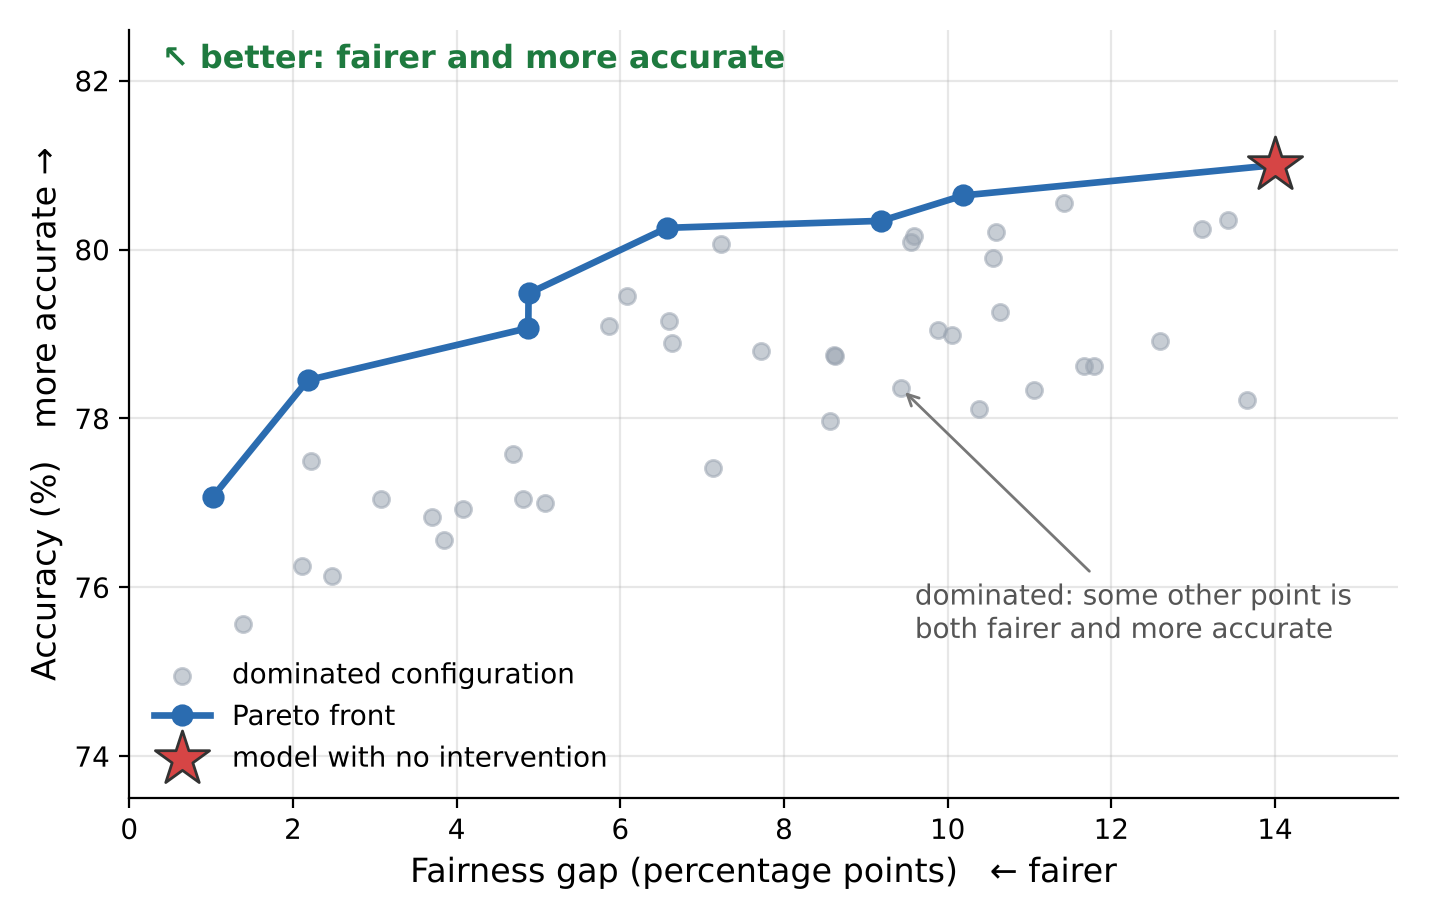 ↖ better: fairer and more accurate
82
80
78
76
74
Accuracy (%)   more accurate →
dominated: some other point is
both fairer and more accurate
dominated configuration
Pareto front
model with no intervention
0 2 4 6 8 10 12 14
Fairness gap (percentage points)   ← fairer